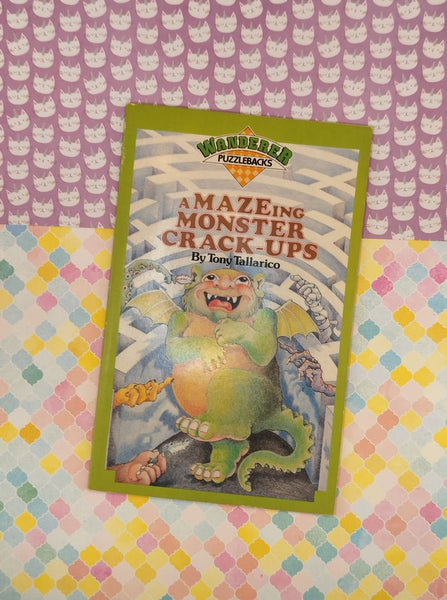 WANDERER
PUZZLEBACKS
A MAZEING
MONSTER
CRACK-UPS
By Tony Tallarico